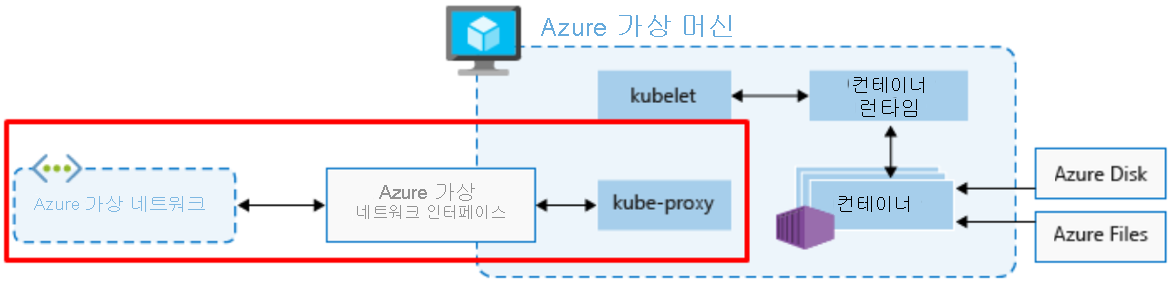 Azure 가상 머신
kubelet
컨테이너
런타임
Azure 가상 네트워크
Azure 가상
네트워크 인터페이스
kube-proxy
컨테이너
Azure Disk
Azure Files